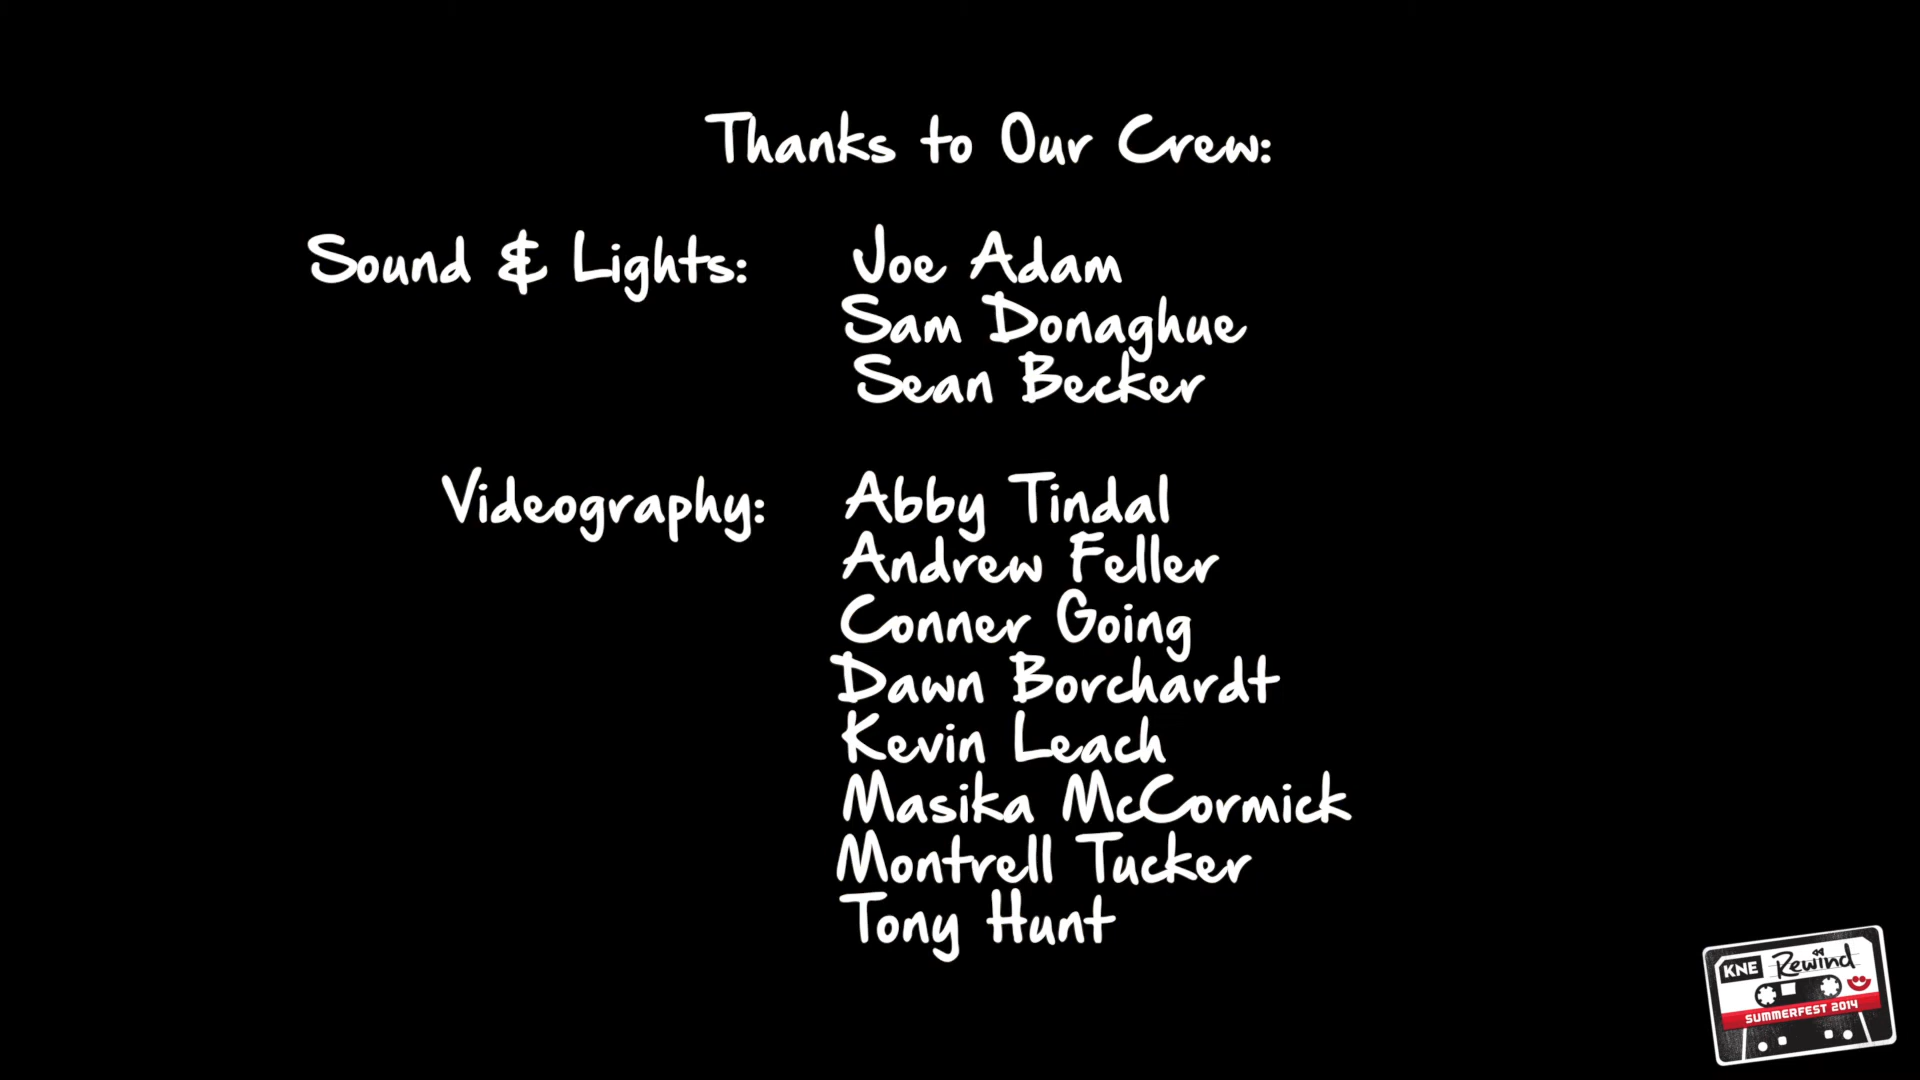 Thanks to Our Crew:
Sound & Lights: Joe Adam
Sam Donaghue
Sean Becker
Videography: Abby Tindal
Andrew Feller
Conner Going
Dawn Borchardt
Kevin Leach
Masika McCormick
Montrell Tucker
Tony Hunt
KNE Rewind
SUMMERFEST 2014